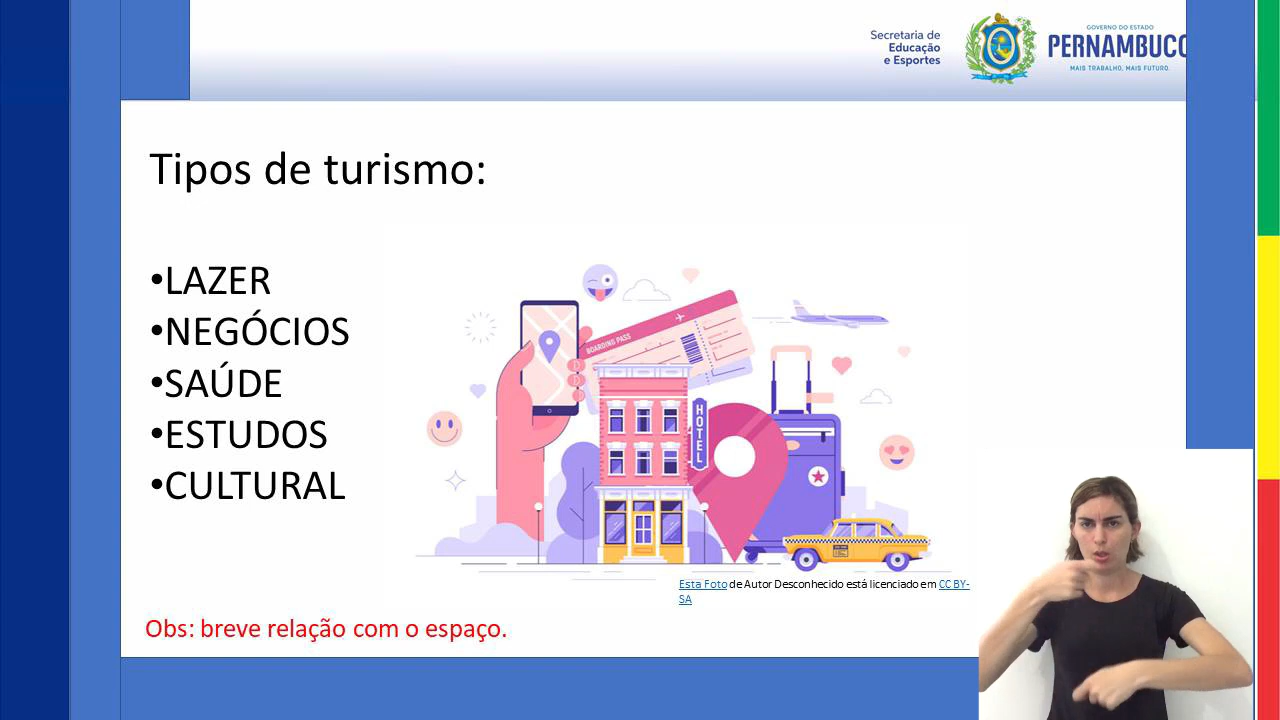 Secretaria de
Educação
e Esportes
GOVERNO DO ESTADO
PERNAMBUCO
MAIS TRABALHO, MAIS FUTURO.
Tipos de turismo:
•LAZER
•NEGÓCIOS
•SAÚDE
•ESTUDOS
•CULTURAL
BOARDING PASS
HOTEL
Esta Foto de Autor Desconhecido está licenciado em CC BY-
SA
Obs: breve relação com o espaço.